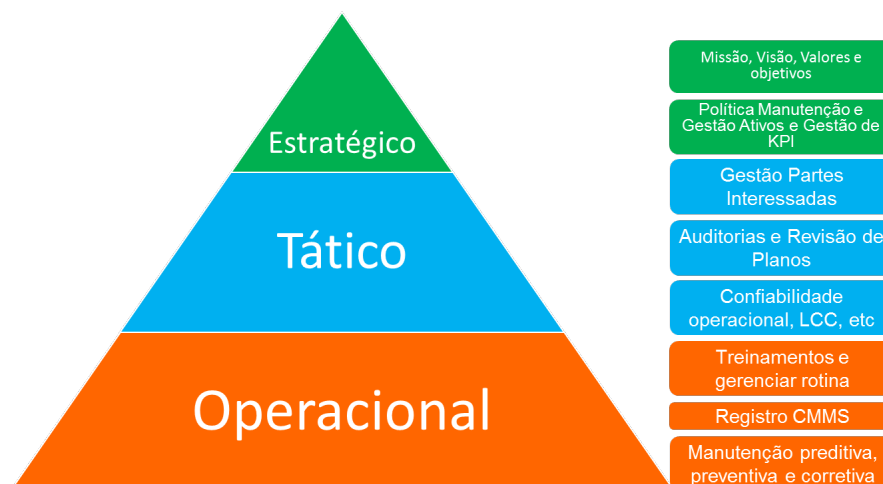 Estratégico
Tático
Operacional
Missão, Visão, Valores e
objetivos
Política Manutenção e
Gestão Ativos e Gestão de
KPI
Gestão Partes
Interessadas
Auditorias e Revisão de
Planos
Confiabilidade
operacional, LCC, etc
Treinamentos e
gerenciar rotina
Registro CMMS
Manutenção preditiva,
preventiva e corretiva